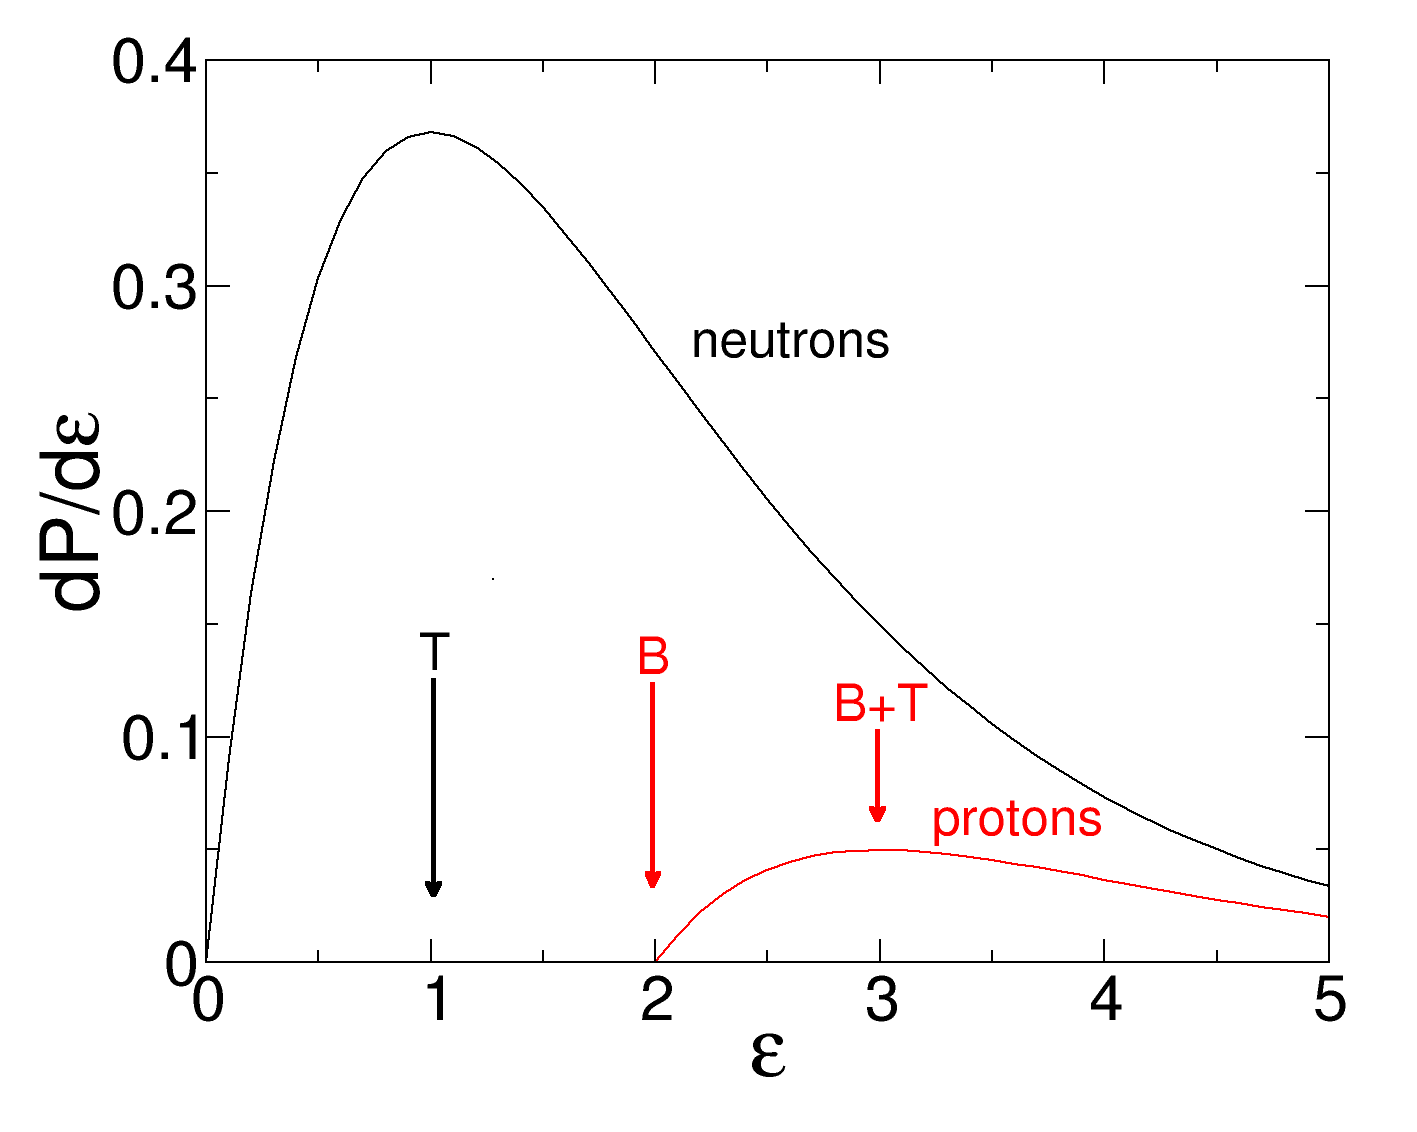 0.4
0.3
neutrons
dP/dε
0.2
T
B
B+T
0.1
protons
0
0 1 2 3 4 5
ε